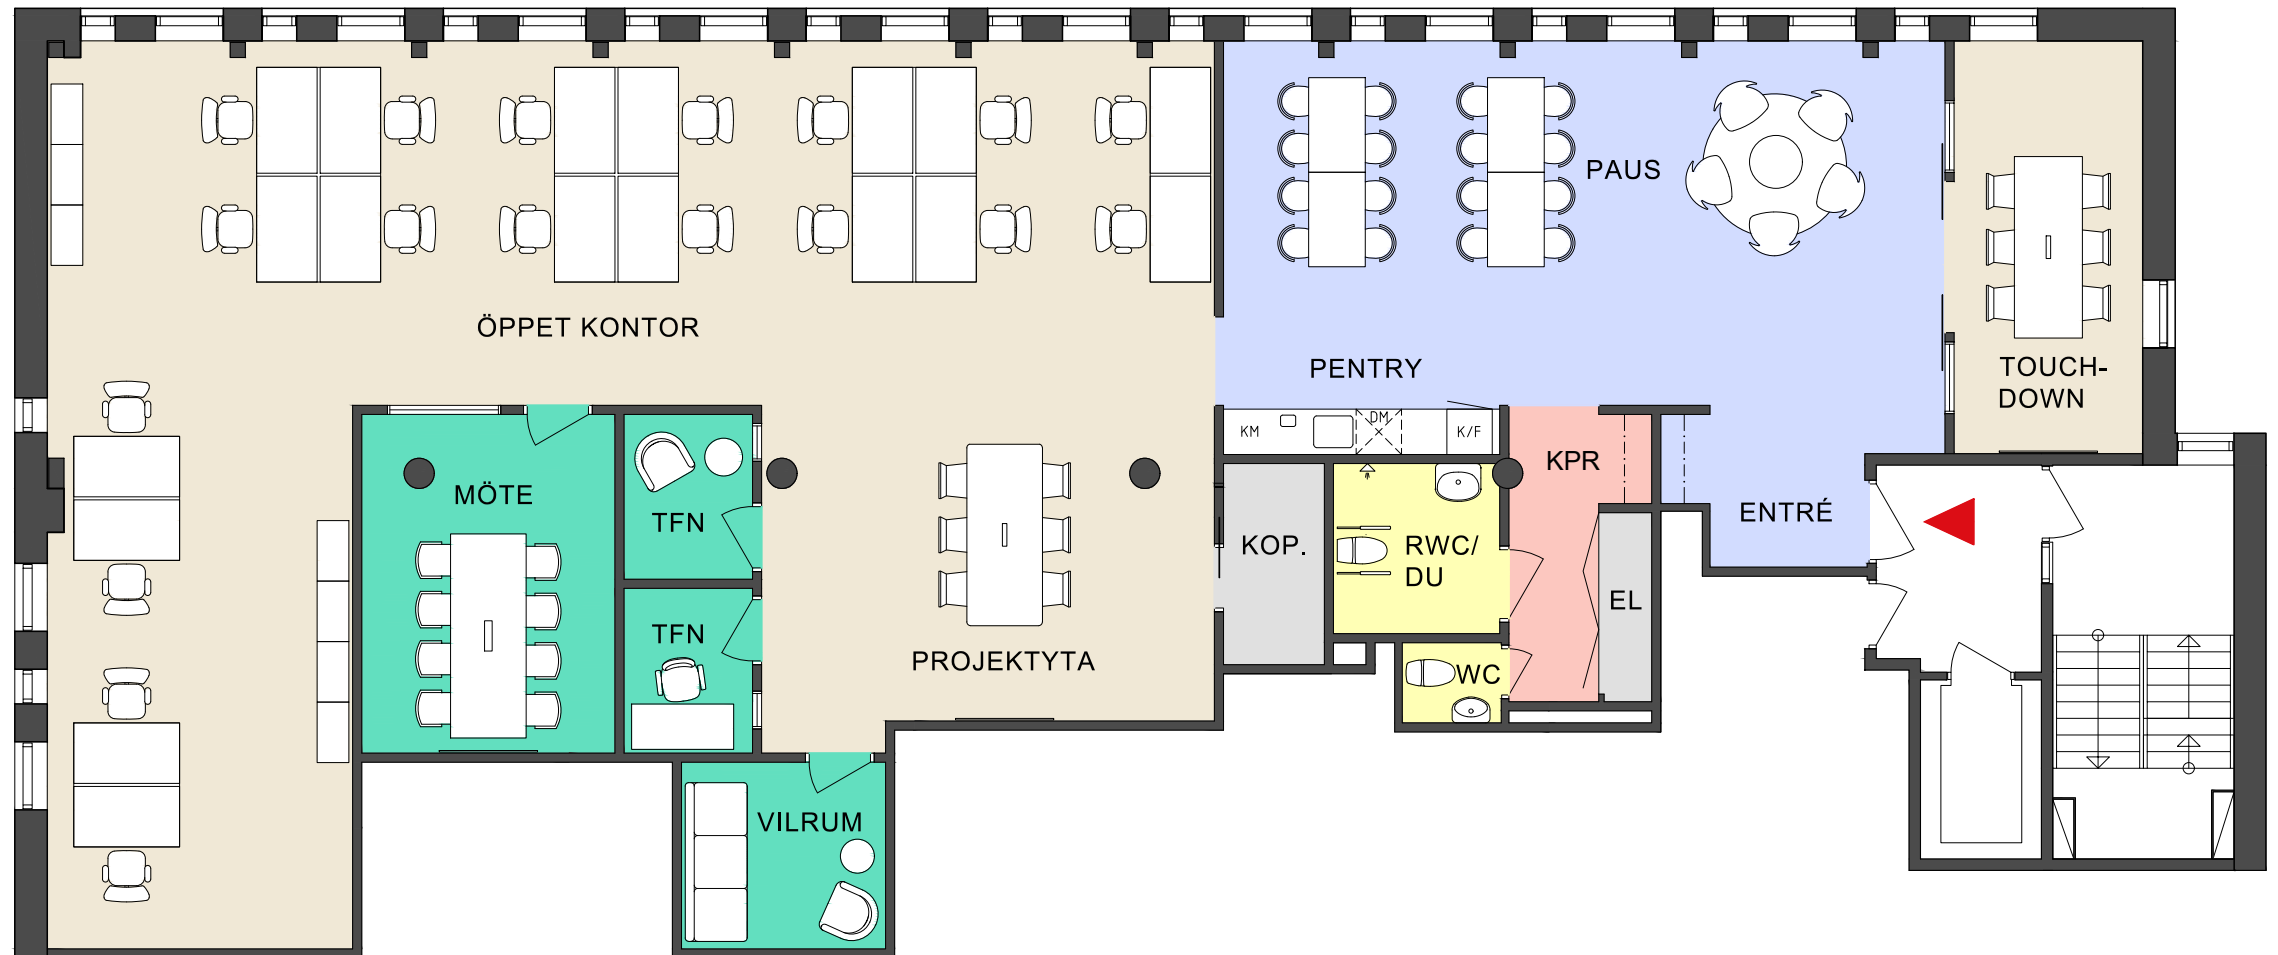 PAUS
ÖPPET KONTOR
PENTRY
TOUCH-
DOWN
KM
DM
K/F
KPR
MÖTE
TFN
ENTRÉ
KOP.
RWC/
DU
EL
TFN
PROJEKTYTA
WC
VILRUM